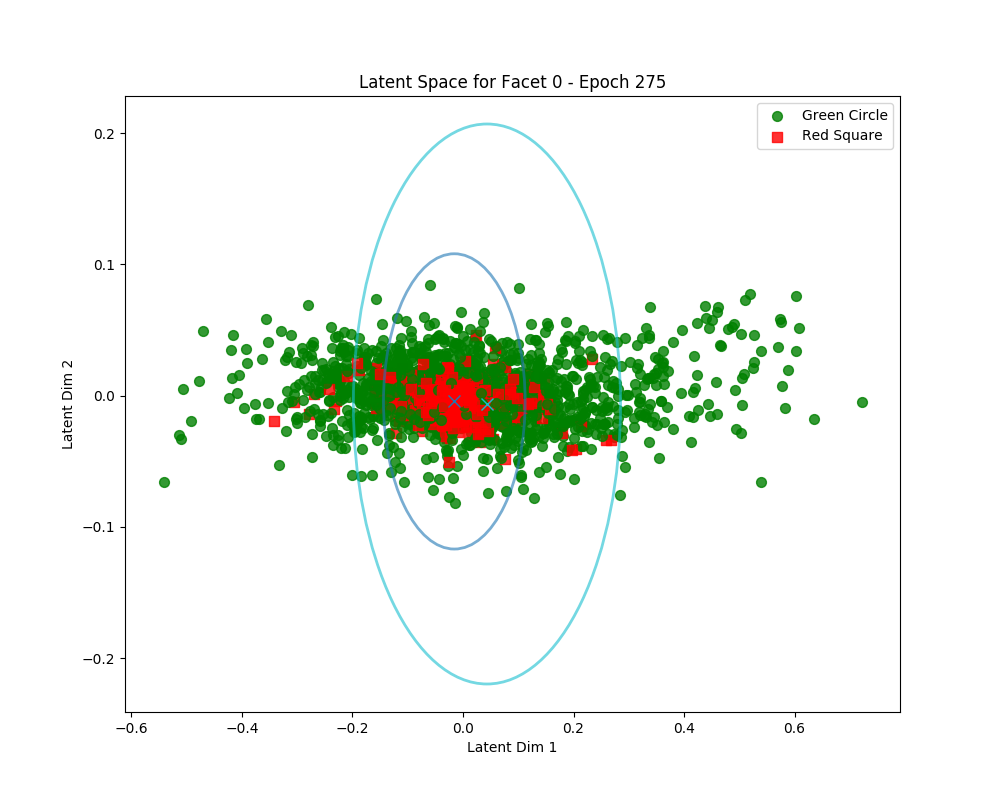 Latent Space for Facet 0 - Epoch 275
Green Circle
Red Square
0.2
0.1
0.0
−0.1
−0.2
Latent Dim 2
−0.6
−0.4
−0.2
0.0
0.2
0.4
0.6
Latent Dim 1